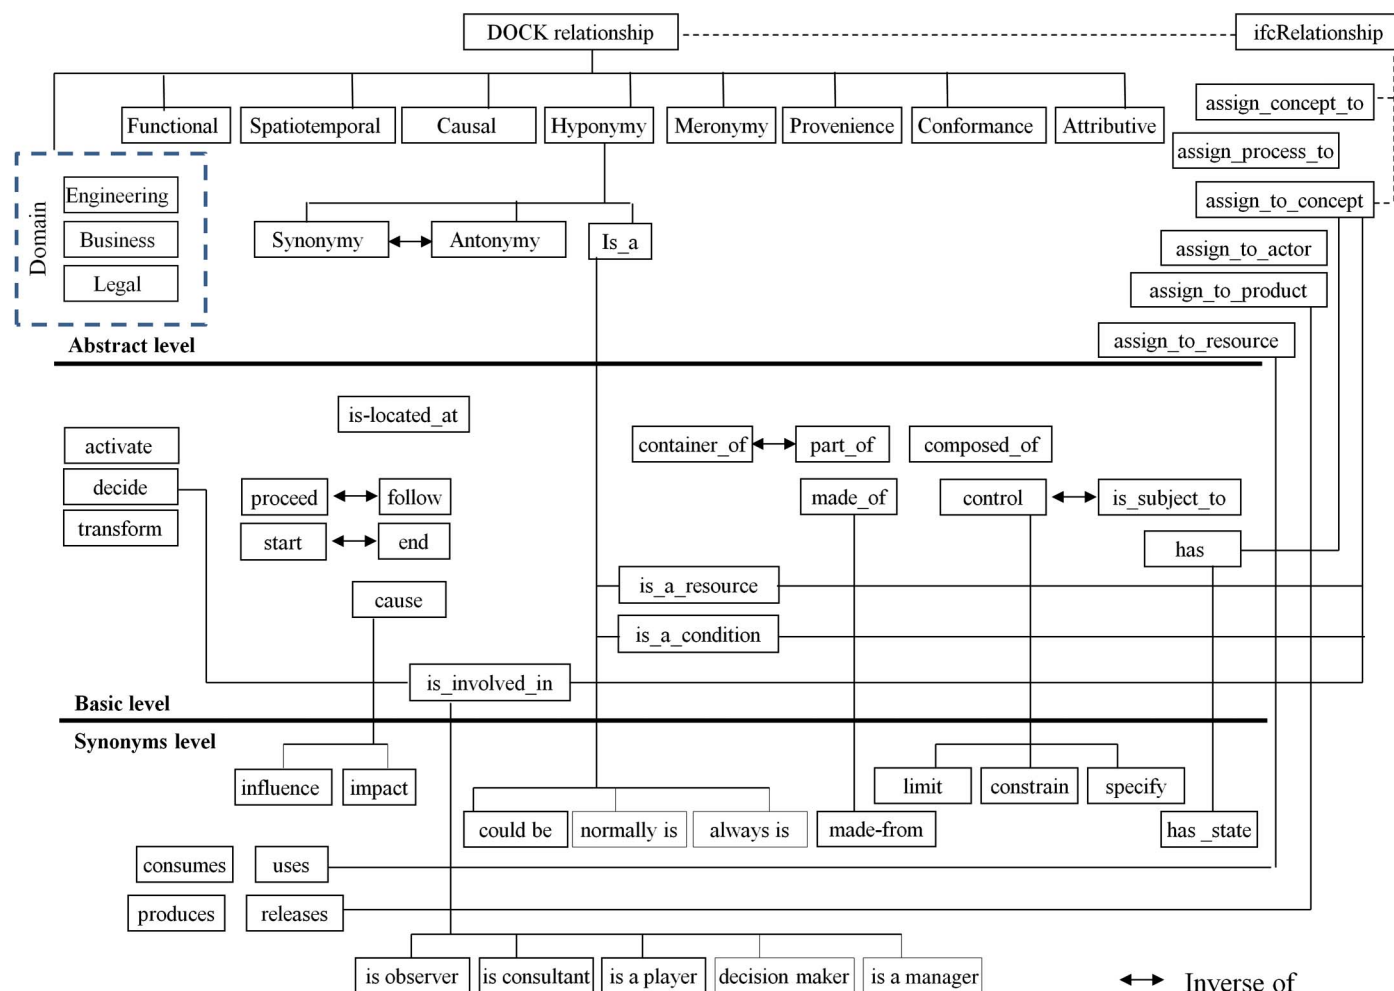 DOCK relationship
ifcRelationship
assign_concept_to
Functional
Spatiotemporal
Causal
Hyponymy
Meronymy
Provenience
Conformance
Attributive
assign_process_to
Domain
Engineering
Business
Legal
assign_to_concept
Synonymy
Antonymy
Is_a
assign_to_actor
assign_to_product
assign_to_resource
Abstract level
is-located_at
activate
container_of
part_of
composed_of
decide
proceed
follow
made_of
control
is_subject_to
transform
start
end
has
cause
is_a_resource
is_a_condition
is_involved_in
Basic level
Synonyms level
influence
impact
limit
constrain
specify
could be
normally is
always is
made-from
has _state
consumes
uses
produces
releases
is observer
is consultant
is a player
decision maker
is a manager
Inverse of